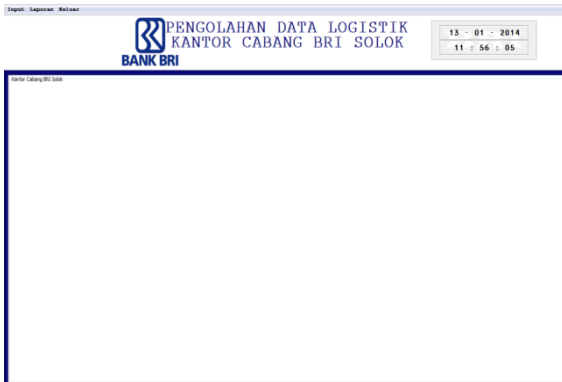 Input Laporan Keluar
PENGOLAHAN DATA LOGISTIK
KANTOR CABANG BRI SOLOK
BANK BRI
13 - 01 - 2014
11 : 56 : 05
Kantor Cabang BRI Solok